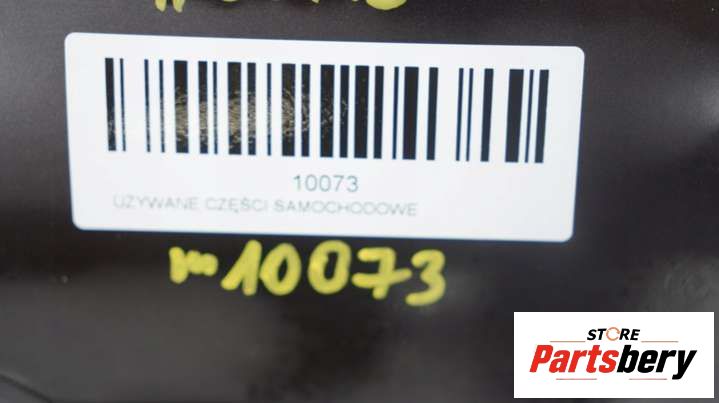 10073
UŻYWANE CZĘŚCI SAMOCHODOWE
10073
STORE
Partsbery